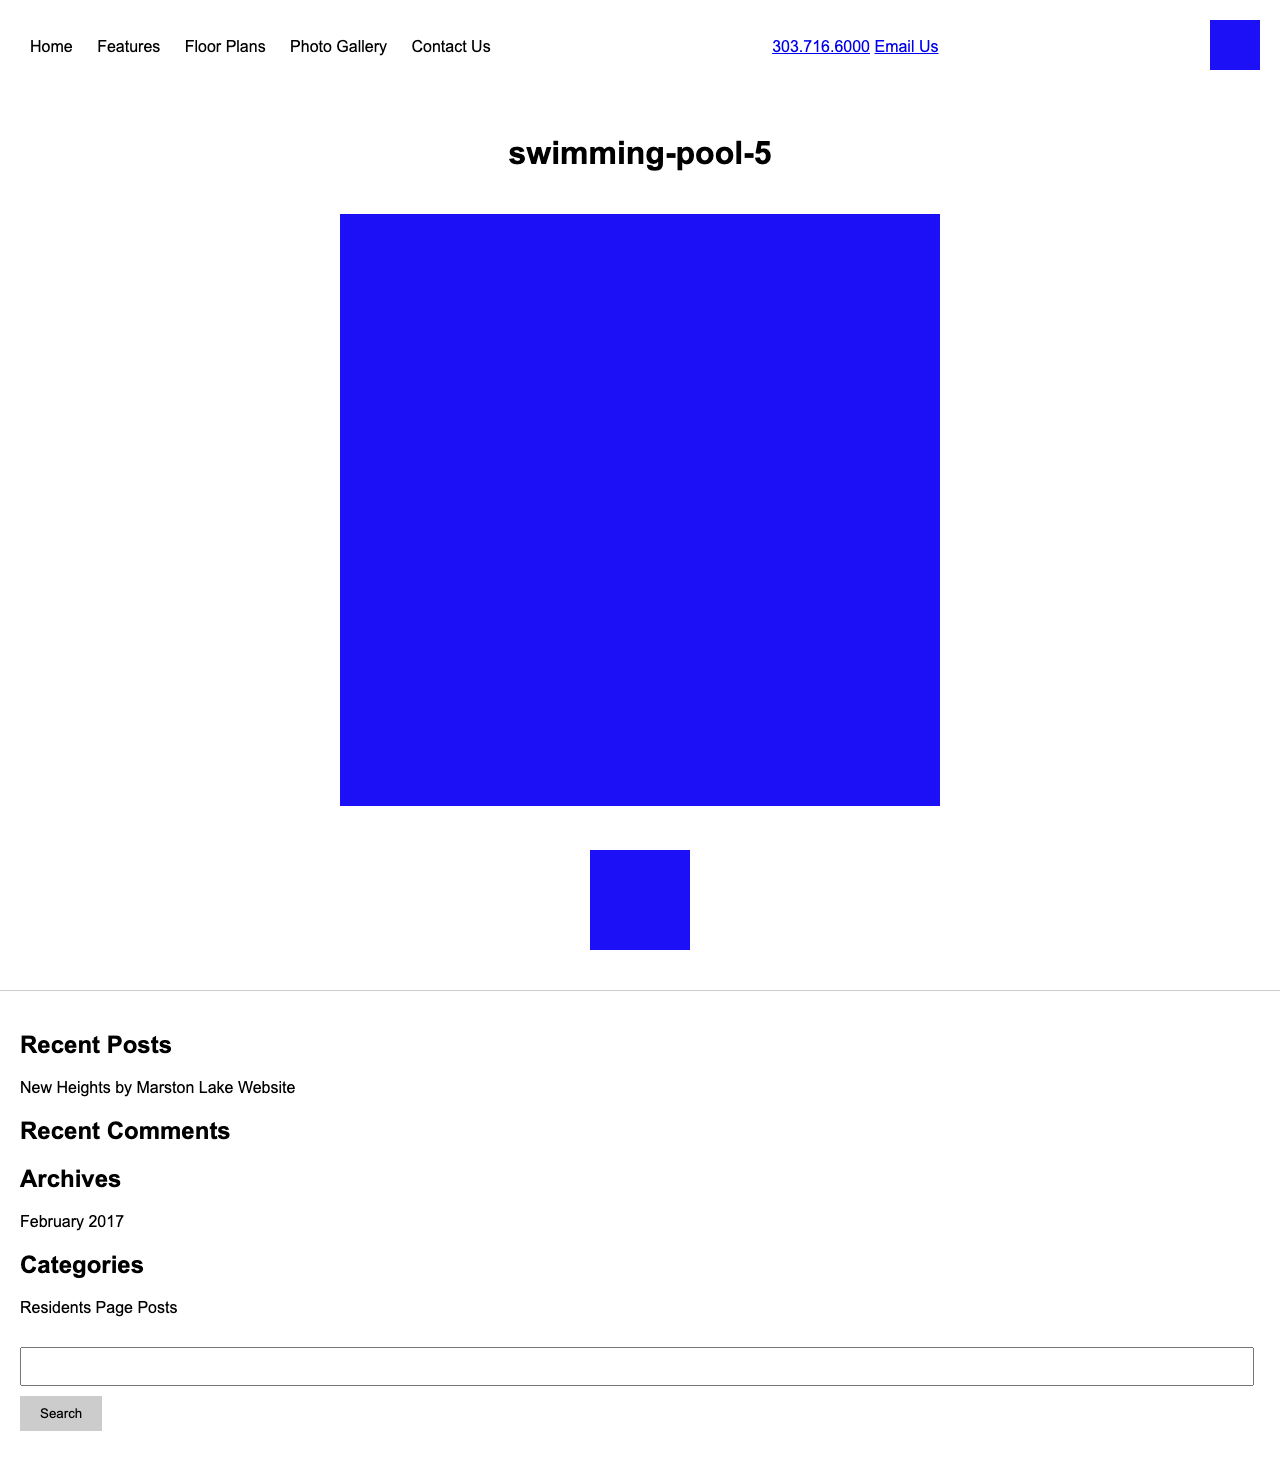 Home Features Floor Plans Photo Gallery Contact Us 303.716.6000 Email Us
swimming-pool-5
Recent Posts
New Heights by Marston Lake Website
Recent Comments
Archives
February 2017
Categories
Residents Page Posts
Search